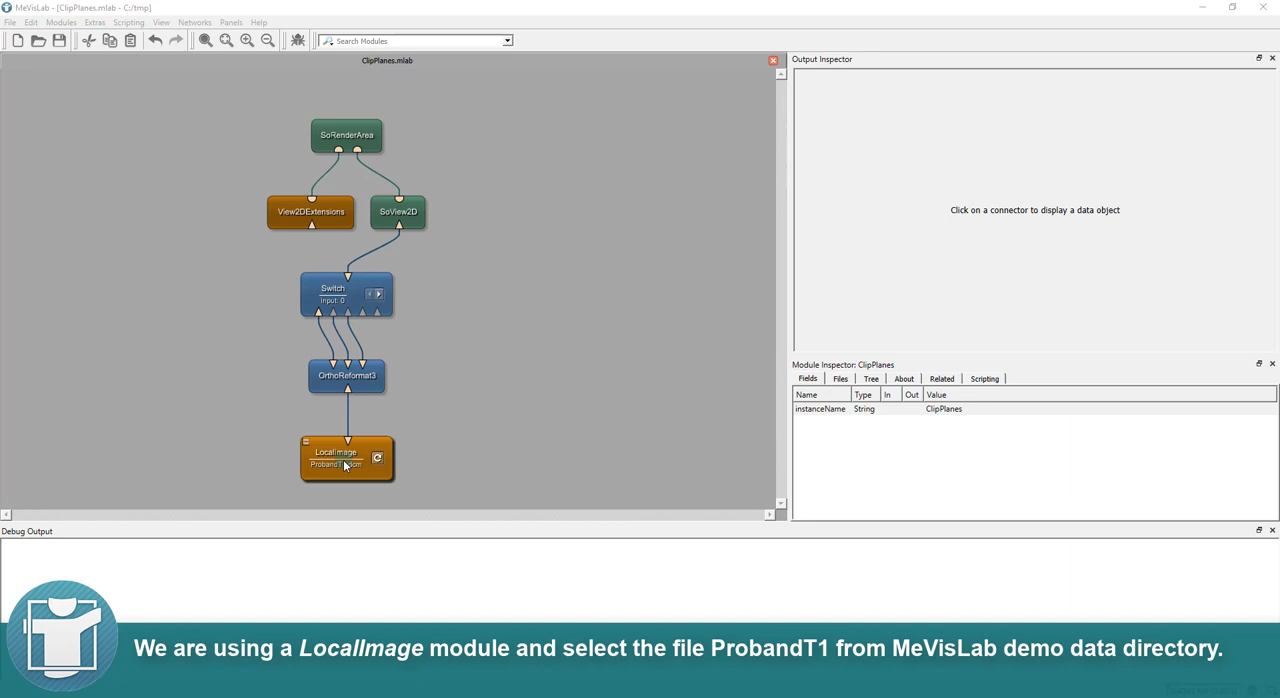 MeVisLab - [ClipPlanes.mlab - C:/tmp]
File Edit Modules Extras Scripting View Networks Panels Help
Search Modules
ClipPlanes.mlab
Output Inspector
SoRenderArea
View2DExtensions
SoView2D
Click on a connector to display a data object
Switch
Input: 0
OrthoReformat3
Module Inspector: ClipPlanes
Fields Files Tree About Related Scripting
Name Type In Out Value
instanceName String ClipPlanes
LocalImage
Debug Output
We are using a LocalImage module and select the file ProbandT1 from MeVisLab demo data directory.